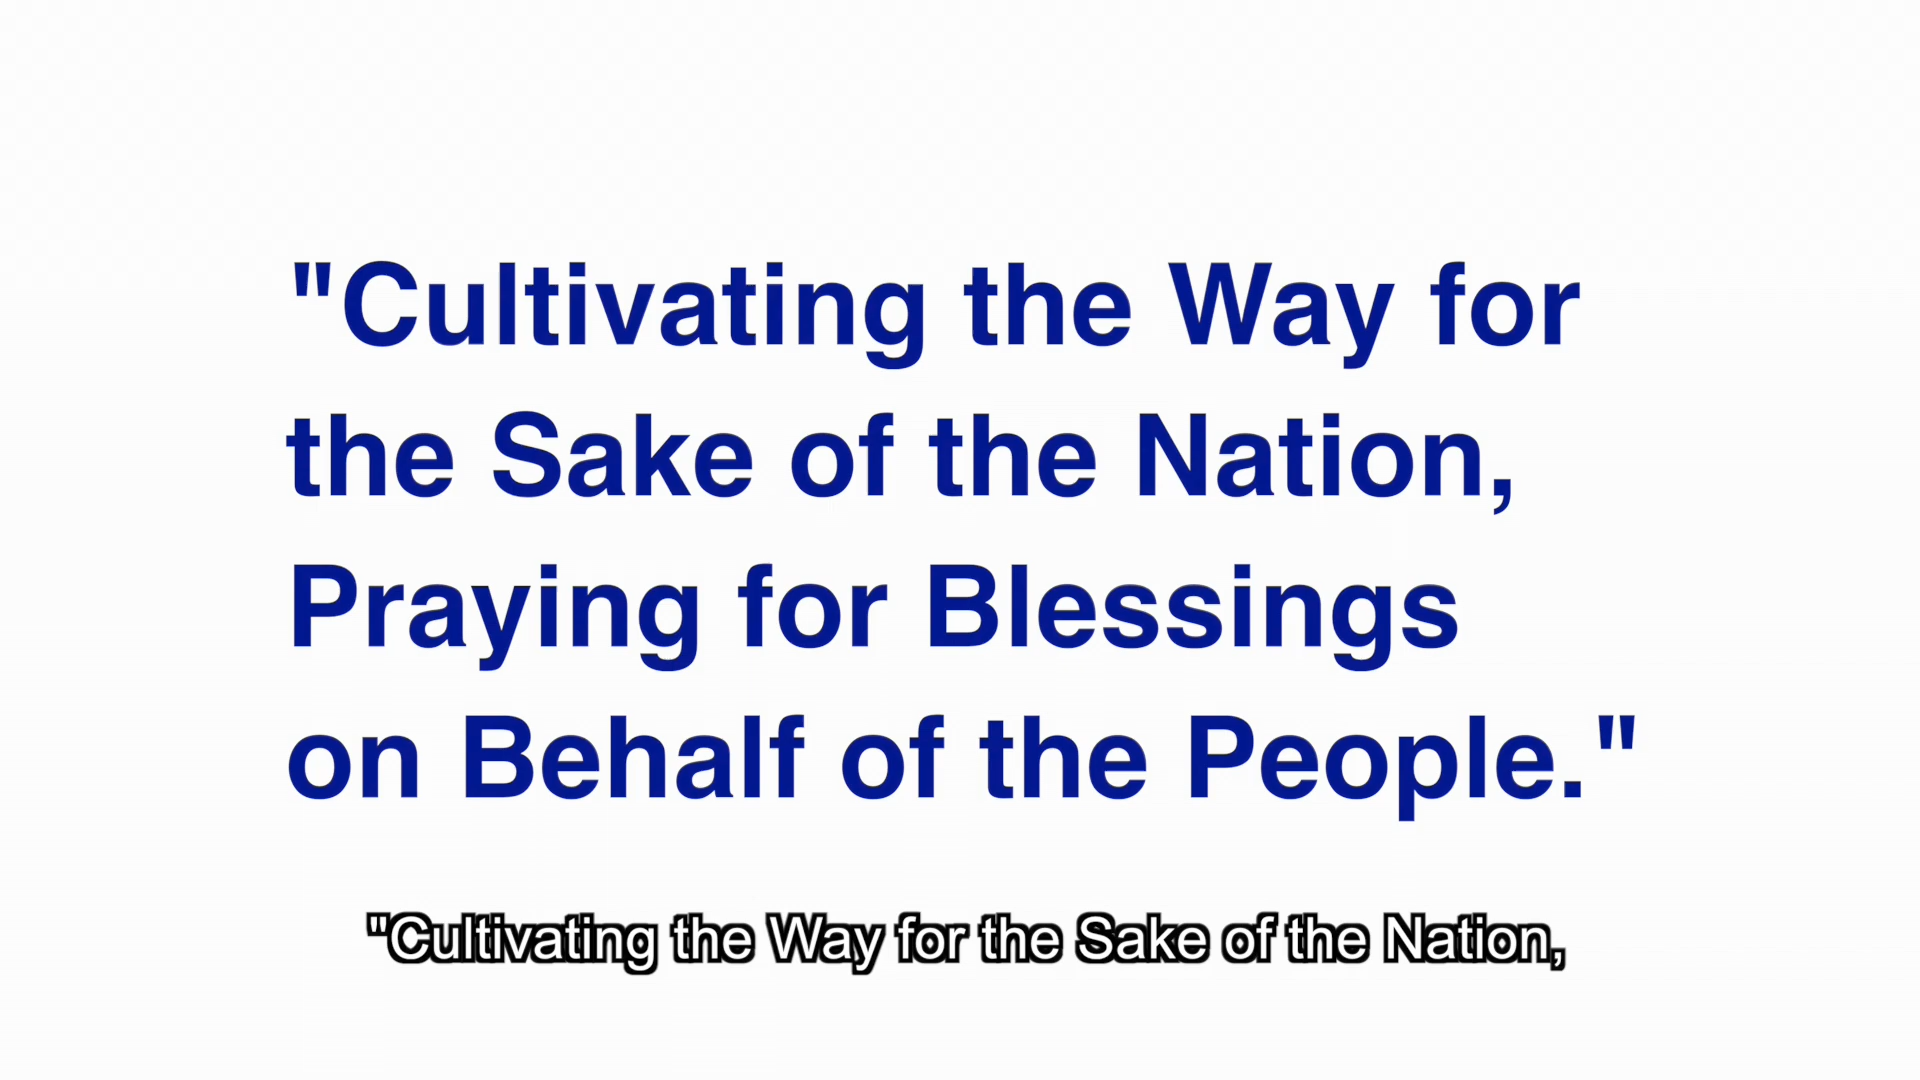 "Cultivating the Way for
the Sake of the Nation,
Praying for Blessings
on Behalf of the People."
"Cultivating the Way for the Sake of the Nation,